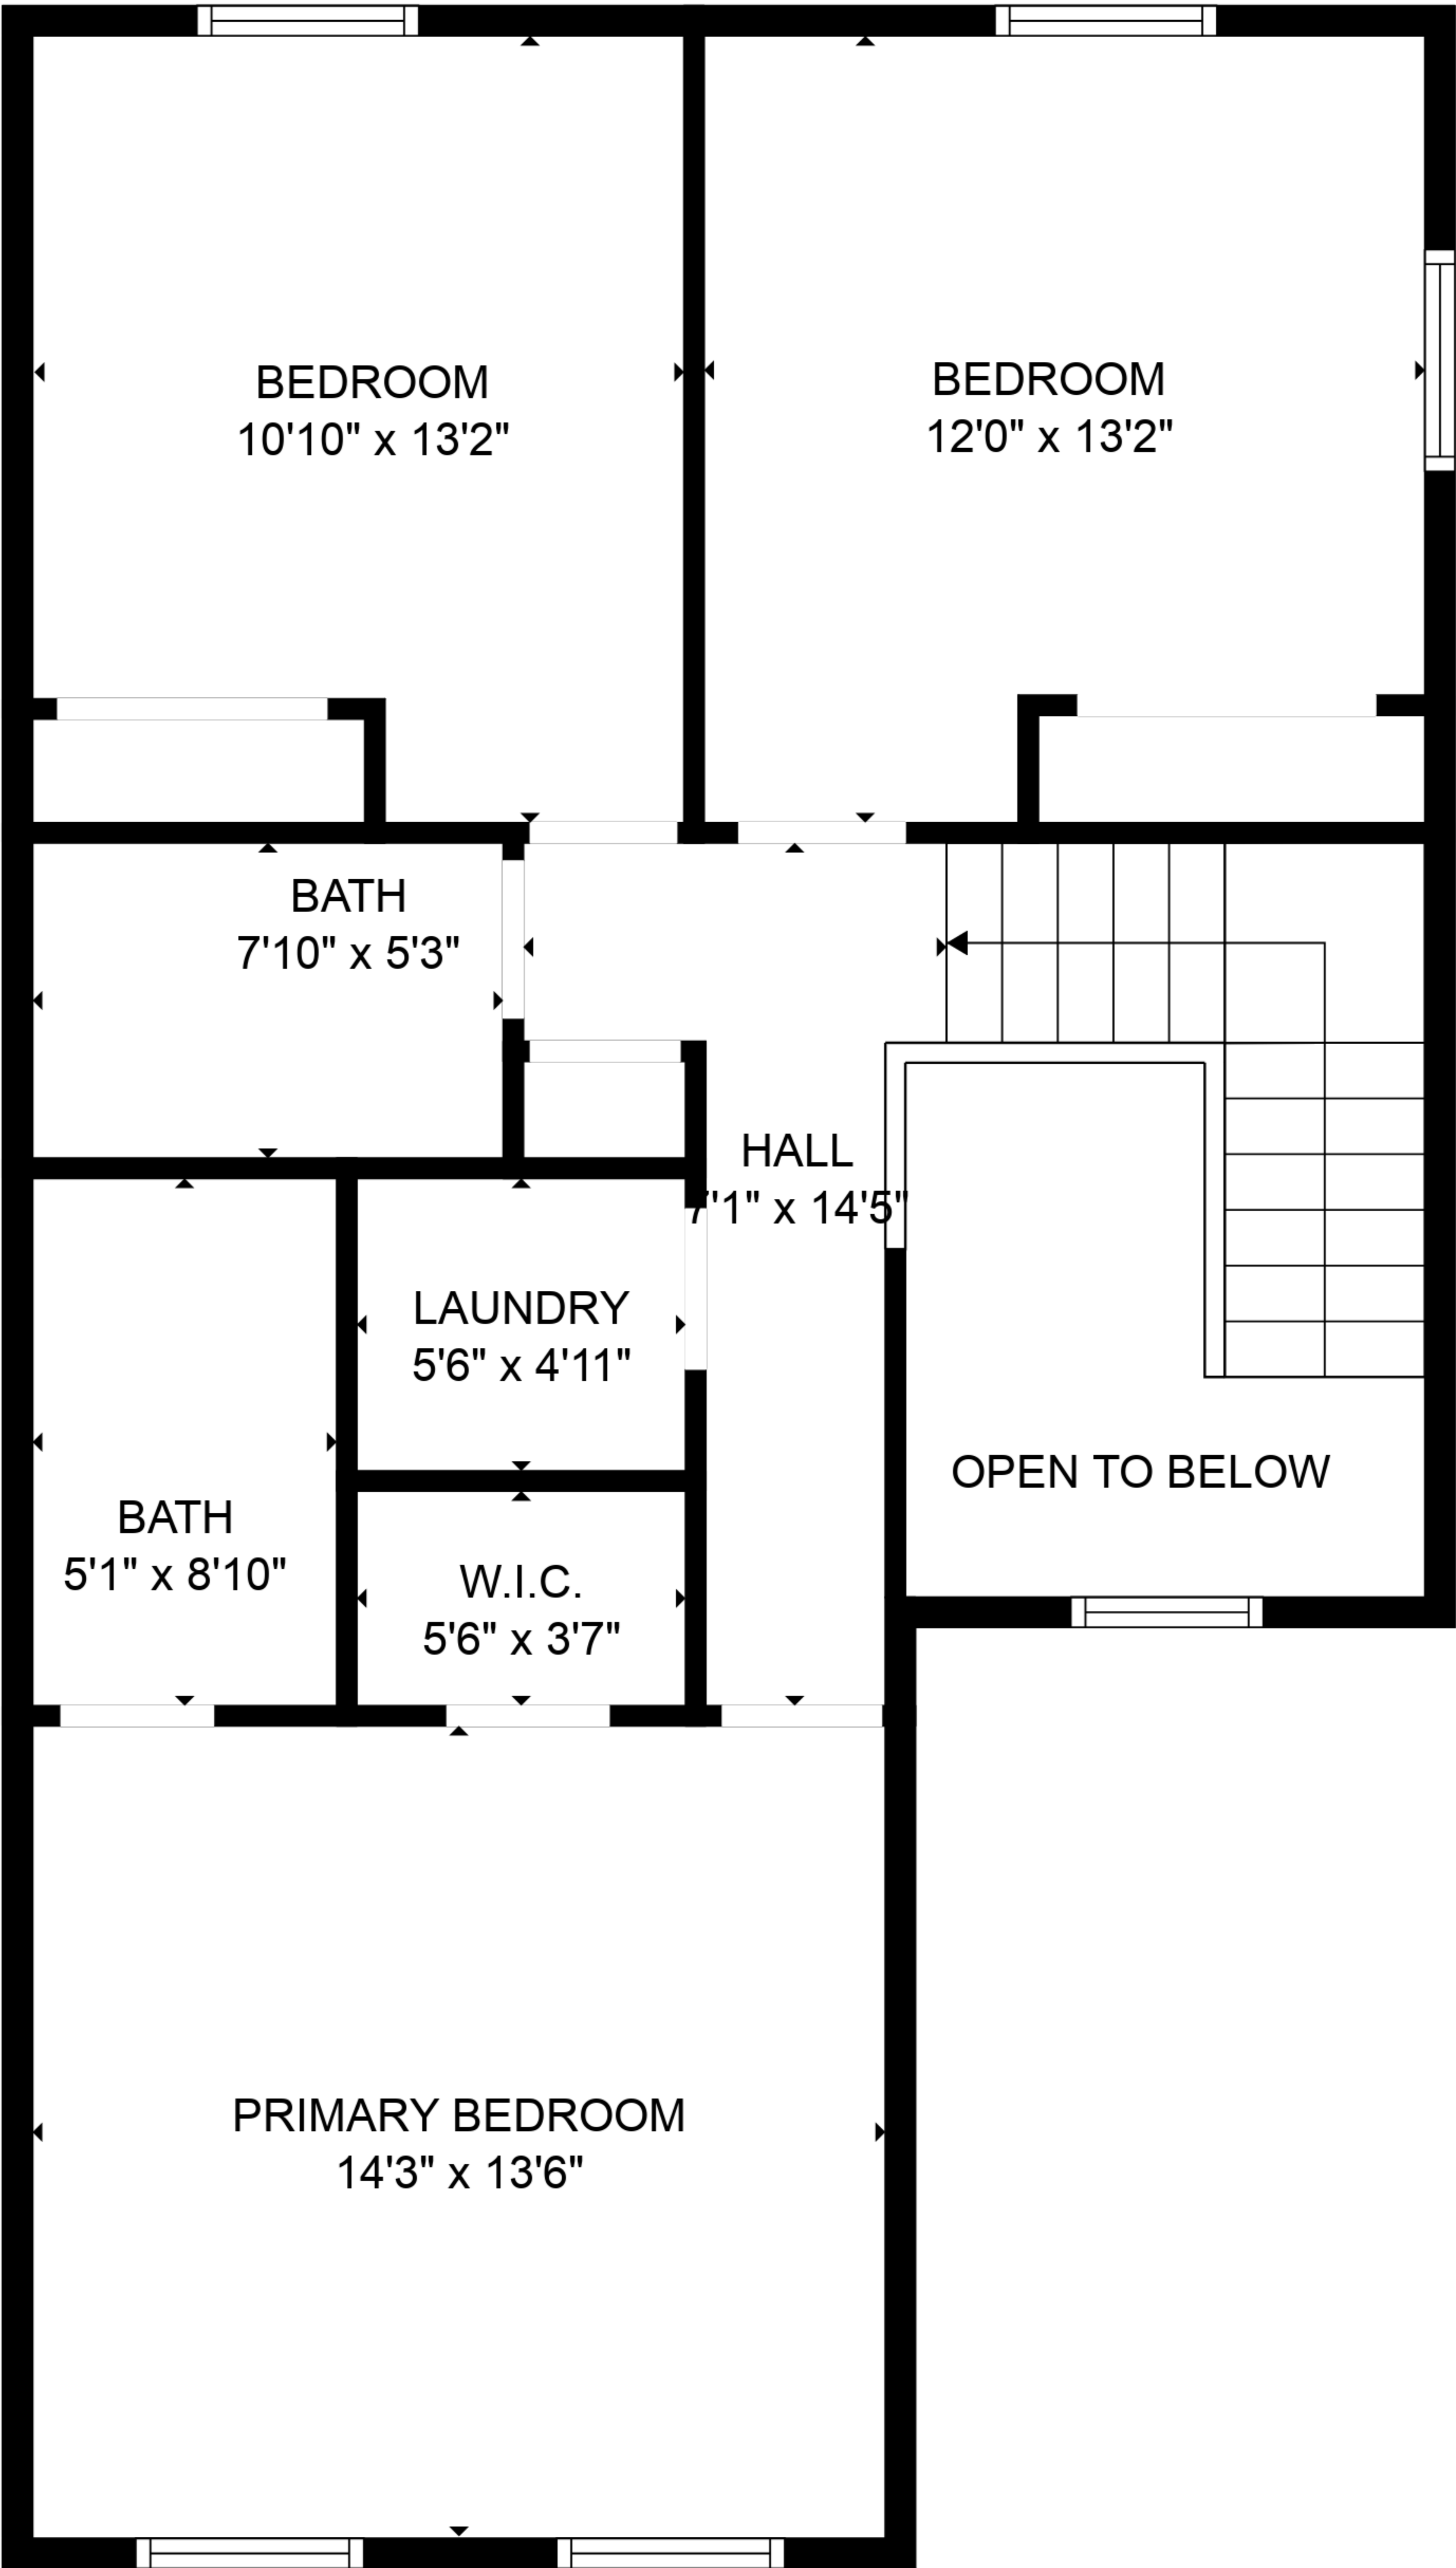 BEDROOM
10'10" x 13'2"
BEDROOM
12'0" x 13'2"
BATH
7'10" x 5'3"
HALL
7'1" x 14'5"
LAUNDRY
5'6" x 4'11"
OPEN TO BELOW
BATH
5'1" x 8'10"
W.I.C.
5'6" x 3'7"
PRIMARY BEDROOM
14'3" x 13'6"